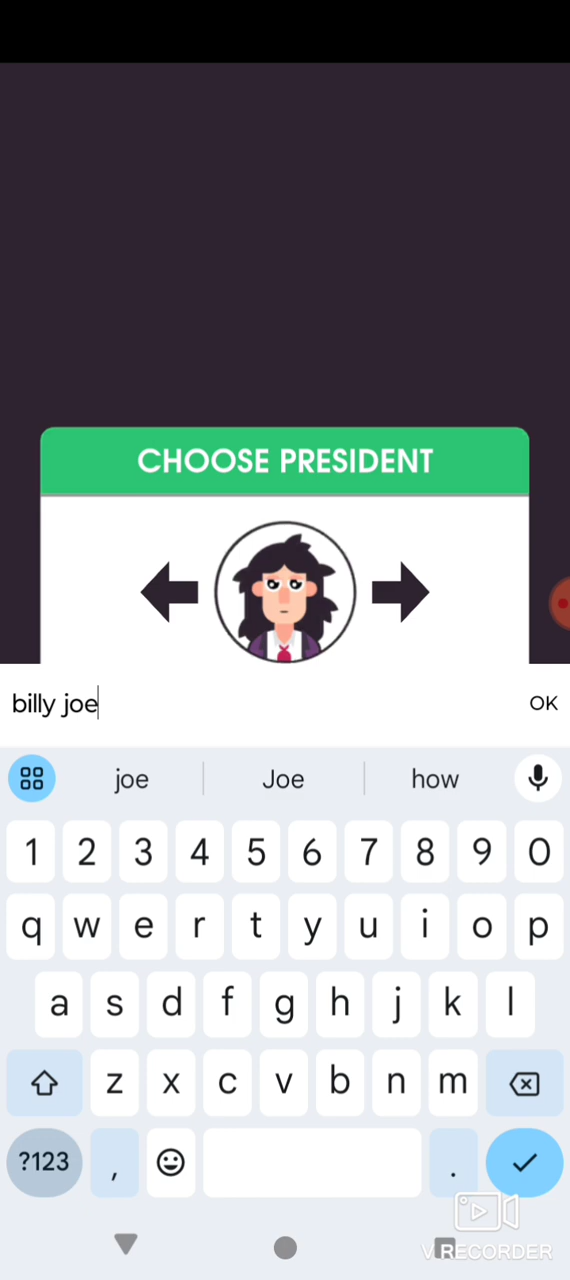 CHOOSE PRESIDENT
billy joe
OK
joe Joe how
1 2 3 4 5 6 7 8 9 0
q w e r t y u i o p
a s d f g h j k l
z x c v b n m
?123 , .
V RECORDER